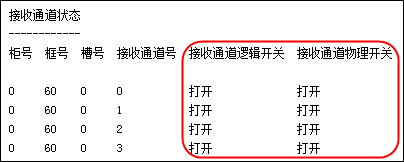 接收通道状态
------------
柜号 框号 槽号 接收通道号 接收通道逻辑开关 接收通道物理开关
0 60 0 0 打开 打开
0 60 0 1 打开 打开
0 60 0 2 打开 打开
0 60 0 3 打开 打开